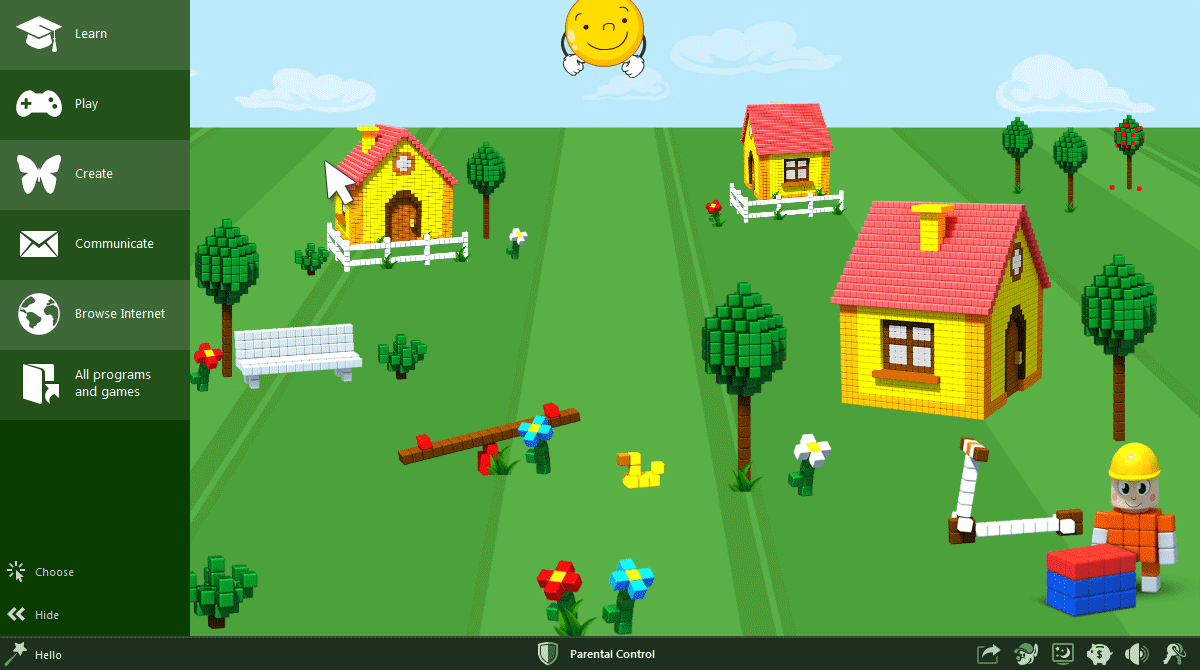 Learn
Play
Create
Communicate
Browse Internet
All programs
and games
Choose
Hide
Hello
Parental Control